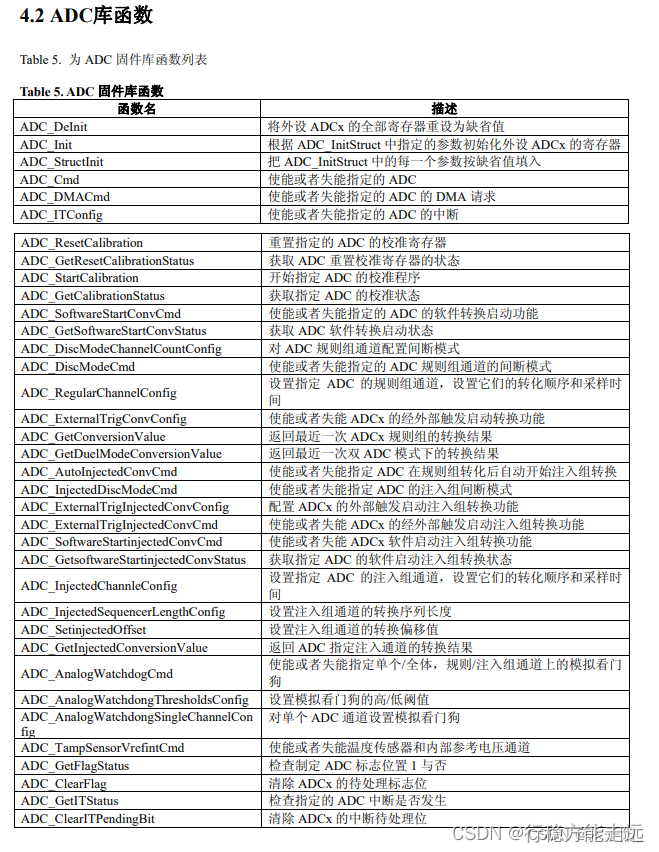 4.2 ADC库函数
Table 5. 为 ADC 固件库函数列表
Table 5. ADC 固件库函数
函数名 描述
ADC_DeInit 将外设 ADCx 的全部寄存器重设为缺省值
ADC_Init 根据 ADC_InitStruct 中指定的参数初始化外设 ADCx 的寄存器
ADC_StructInit 把 ADC_InitStruct 中的每一个参数按缺省值填入
ADC_Cmd 使能或者失能指定的 ADC
ADC_DMACmd 使能或者失能指定的 ADC 的 DMA 请求
ADC_ITConfig 使能或者失能指定的 ADC 的中断
ADC_ResetCalibration 重置指定的 ADC 的校准寄存器
ADC_GetResetCalibrationStatus 获取 ADC 重置校准寄存器的状态
ADC_StartCalibration 开始指定 ADC 的校准程序
ADC_GetCalibrationStatus 获取指定 ADC 的校准状态
ADC_SoftwareStartConvCmd 使能或者失能指定的 ADC 的软件转换启动功能
ADC_GetSoftwareStartConvStatus 获取 ADC 软件转换启动状态
ADC_DiscModeChannelCountConfig 对 ADC 规则组通道配置间断模式
ADC_DiscModeCmd 使能或者失能指定的 ADC 规则组通道的间断模式
ADC_RegularChannelConfig 设置指定 ADC 的规则组通道，设置它们的转化顺序和采样时
间
ADC_ExternalTrigConvConfig 使能或者失能 ADCx 的经外部触发启动转换功能
ADC_GetConversionValue 返回最近一次 ADCx 规则组的转换结果
ADC_GetDuelModeConversionValue 返回最近一次双 ADC 模式下的转换结果
ADC_AutoInjectedConvCmd 使能或者失能指定 ADC 在规则组转化后自动开始注入组转换
ADC_InjectedDiscModeCmd 使能或者失能指定 ADC 的注入组间断模式
ADC_ExternalTrigInjectedConvConfig 配置 ADCx 的外部触发启动注入组转换功能
ADC_ExternalTrigInjectedConvCmd 使能或者失能 ADCx 的经外部触发启动注入组转换功能
ADC_SoftwareStartinjectedConvCmd 使能或者失能 ADCx 软件启动注入组转换功能
ADC_GetsoftwareStartinjectedConvStatus 获取指定 ADC 的软件启动注入组转换状态
ADC_InjectedChannleConfig 设置指定 ADC 的注入组通道，设置它们的转化顺序和采样时
间
ADC_InjectedSequencerLengthConfig 设置注入组通道的转换序列长度
ADC_SetinjectedOffset 设置注入组通道的转换偏移值
ADC_GetInjectedConversionValue 返回 ADC 指定注入通道的转换结果
ADC_AnalogWatchdogCmd 使能或者失能指定单个/全体，规则/注入组通道上的模拟看门
狗
ADC_AnalogWatchdongThresholdsConfig 设置模拟看门狗的高/低阈值
ADC_AnalogWatchdongSingleChannelCon 对单个 ADC 通道设置模拟看门狗
fig
ADC_TampSensorVrefintCmd 使能或者失能温度传感器和内部参考电压通道
ADC_GetFlagStatus 检查制定 ADC 标志位置 1 与否
ADC_ClearFlag 清除 ADCx 的待处理标志位
ADC_GetITStatus 检查指定的 ADC 中断是否发生
ADC_ClearITPendingBit 清除 ADCx 的中断待处理位
CSDN @行稳方能走远